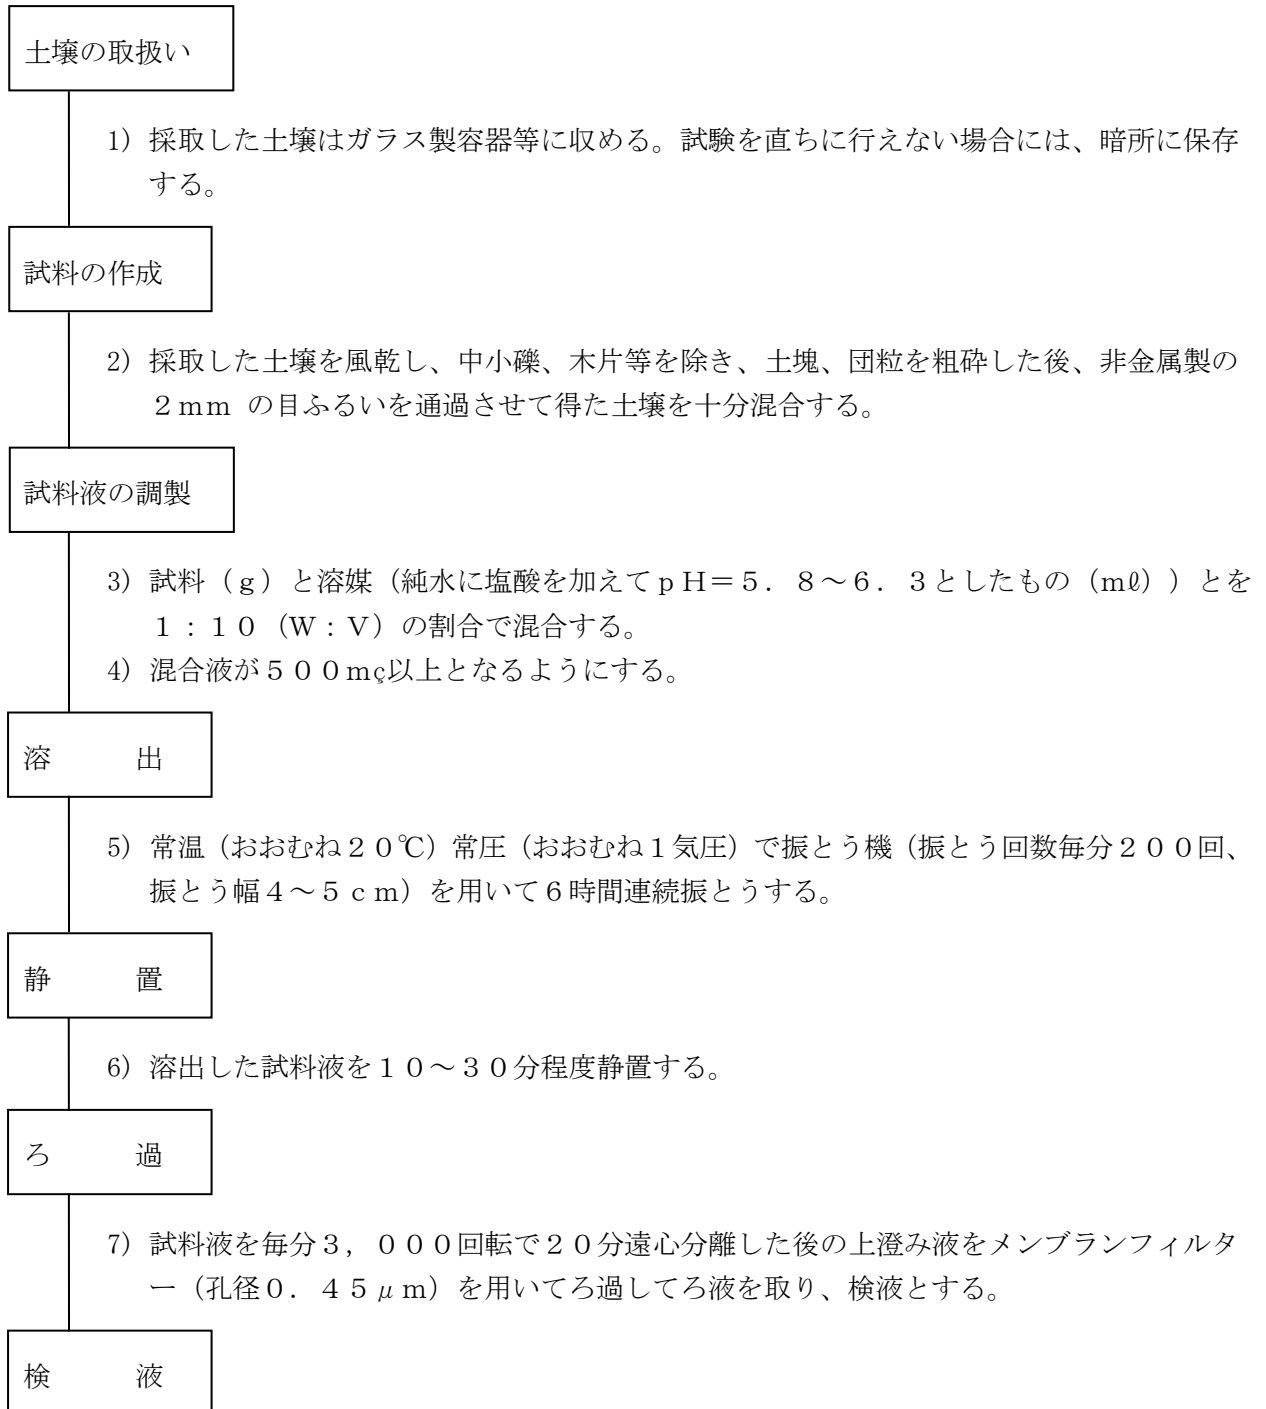 土壌の取扱い
1) 採取した土壌はガラス製容器等に収める。試験を直ちに行えない場合には、暗所に保存
する。
試料の作成
2) 採取した土壌を風乾し、中小礫、木片等を除き、土塊、団粒を粗砕した後、非金属製の
２mm の目ふるいを通過させて得た土壌を十分混合する。
試料液の調製
3) 試料（ｇ）と溶媒（純水に塩酸を加えてｐＨ＝５．８～６．３としたもの（mℓ））とを
１：１０（Ｗ：Ｖ）の割合で混合する。
4) 混合液が５００mç以上となるようにする。
溶　　　出
5) 常温（おおむね２０℃）常圧（おおむね１気圧）で振とう機（振とう回数毎分２００回、
振とう幅４～５ｃｍ）を用いて６時間連続振とうする。
静　　　置
6) 溶出した試料液を１０～３０分程度静置する。
ろ　　　過
7) 試料液を毎分３，０００回転で２０分遠心分離した後の上澄み液をメンブランフィルタ
ー（孔径０．４５μｍ）を用いてろ過してろ液を取り、検液とする。
検　　　液